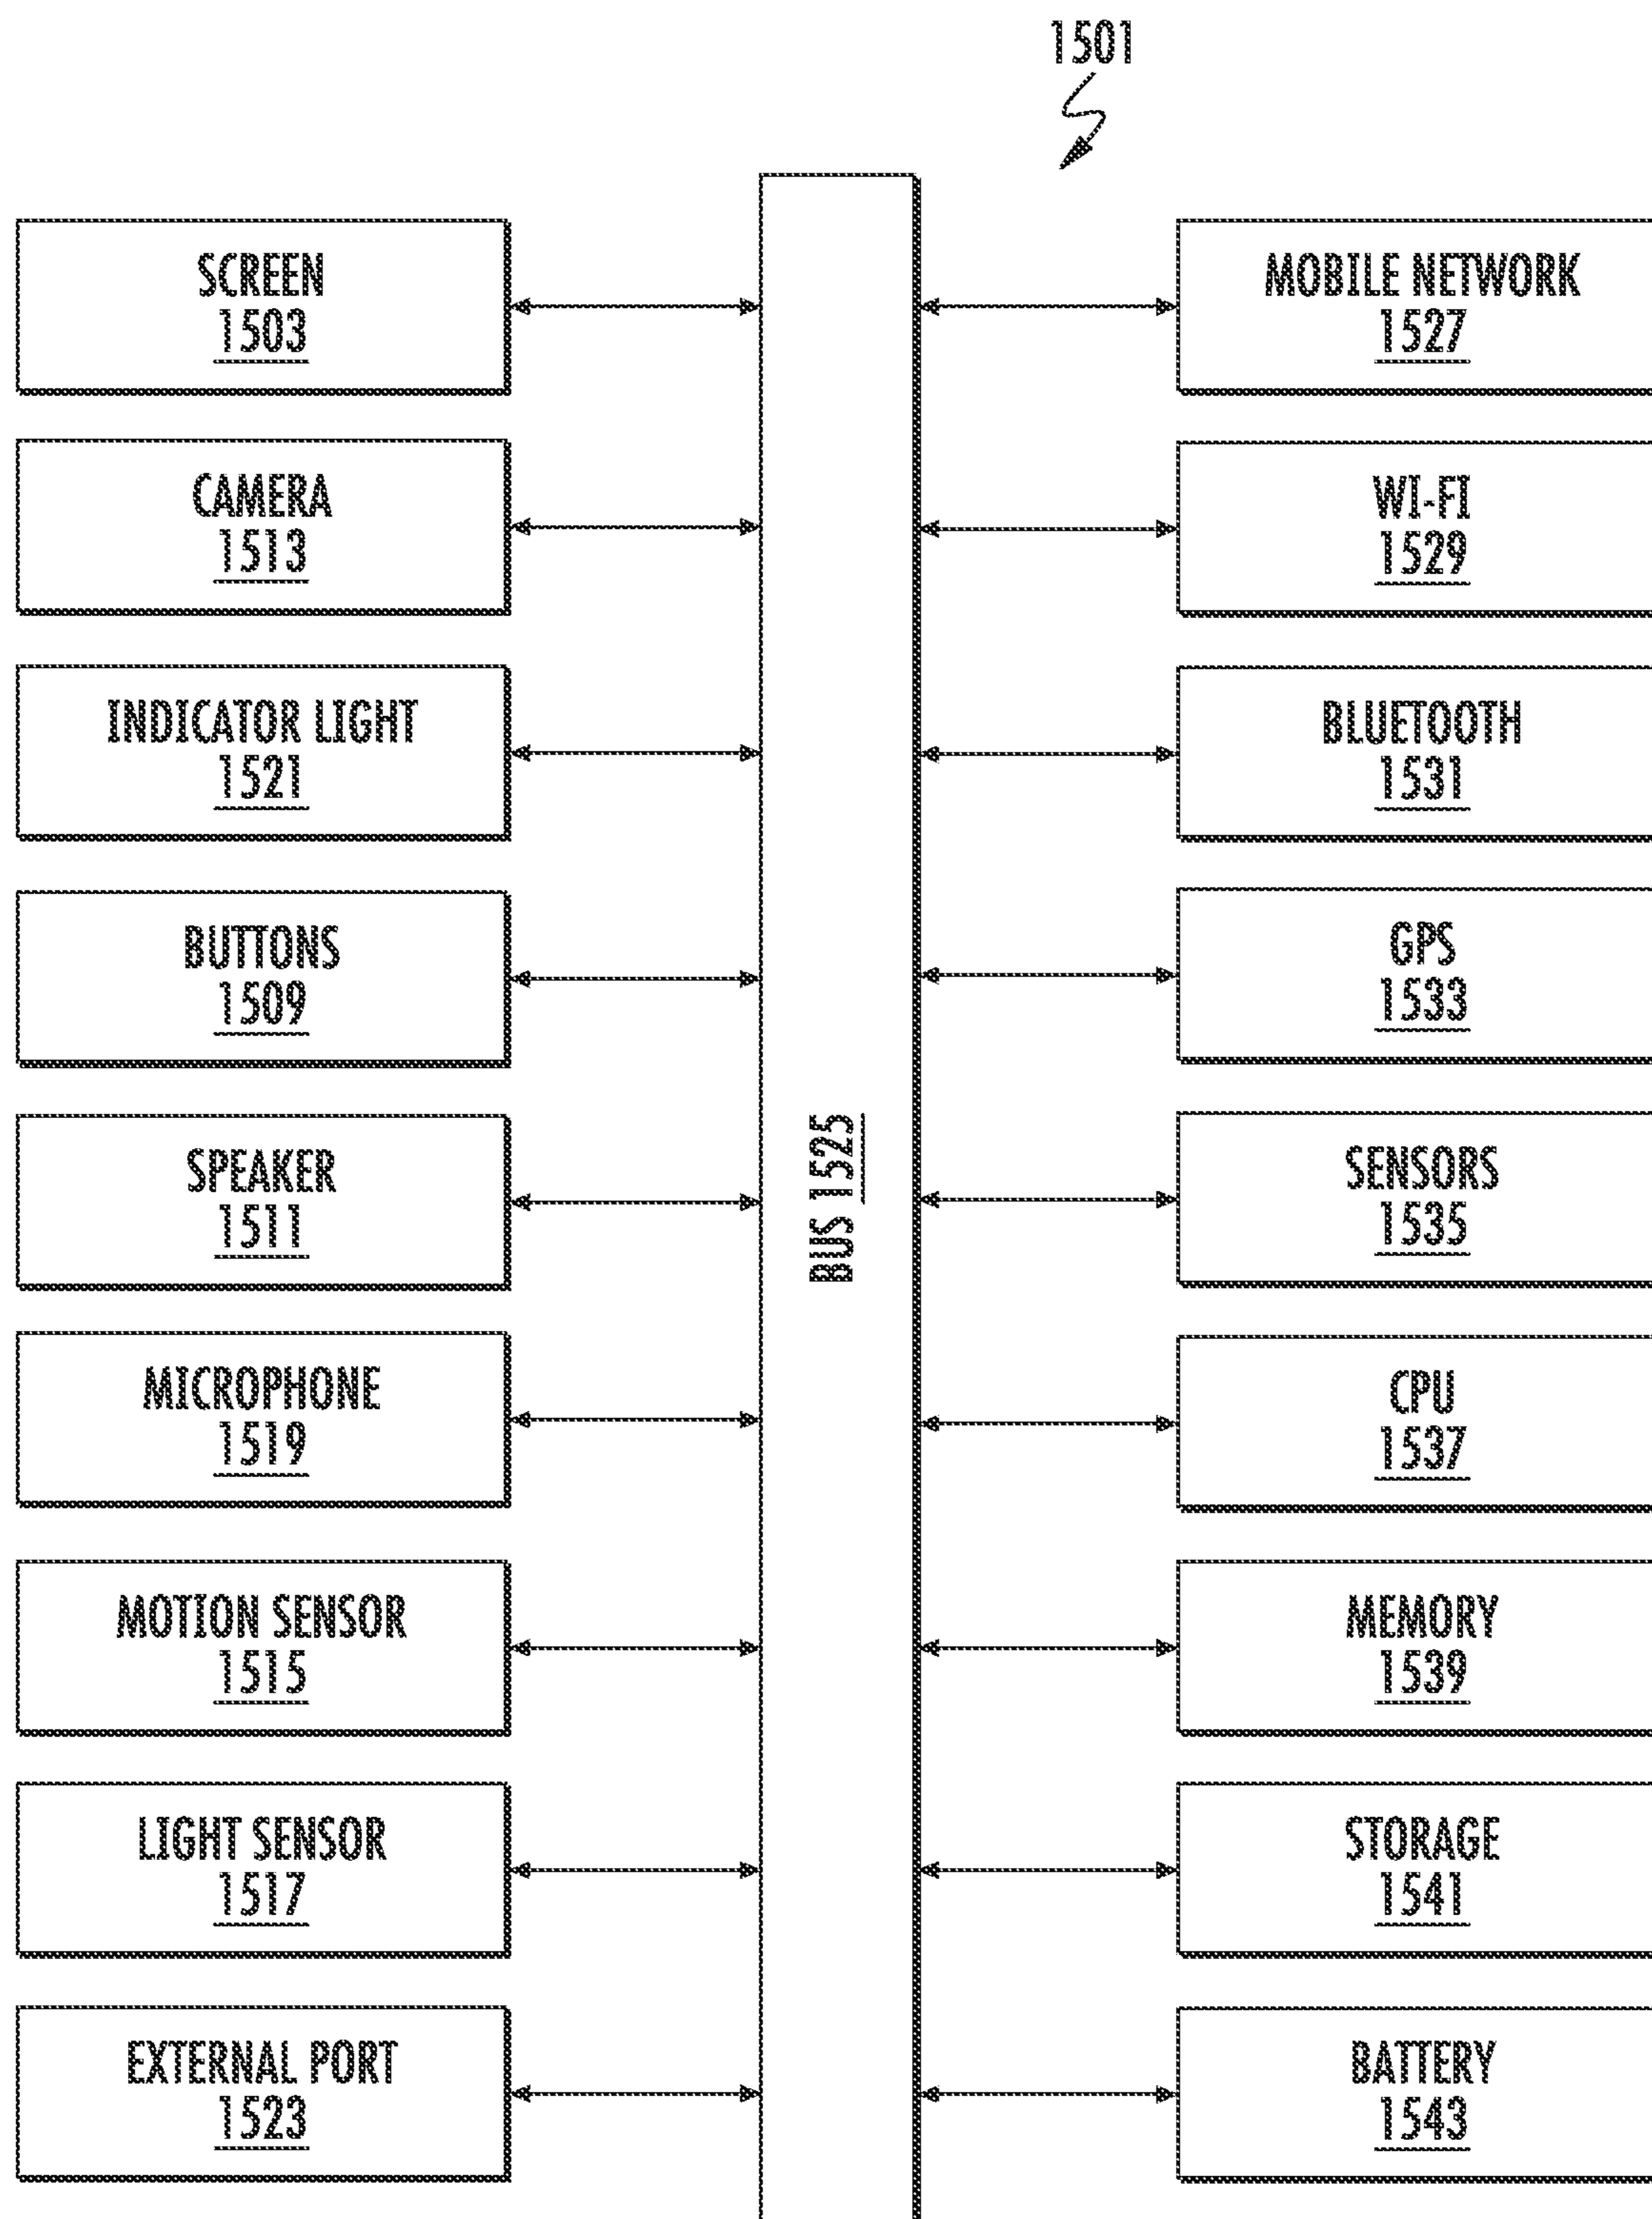 1501
SCREEN
1503
CAMERA
1513
INDICATOR LIGHT
1521
BUTTONS
1509
SPEAKER
1511
MICROPHONE
1519
MOTION SENSOR
1515
LIGHT SENSOR
1517
EXTERNAL PORT
1523
BUS 1525
MOBILE NETWORK
1527
WI-FI
1529
BLUETOOTH
1531
GPS
1533
SENSORS
1535
CPU
1537
MEMORY
1539
STORAGE
1541
BATTERY
1543